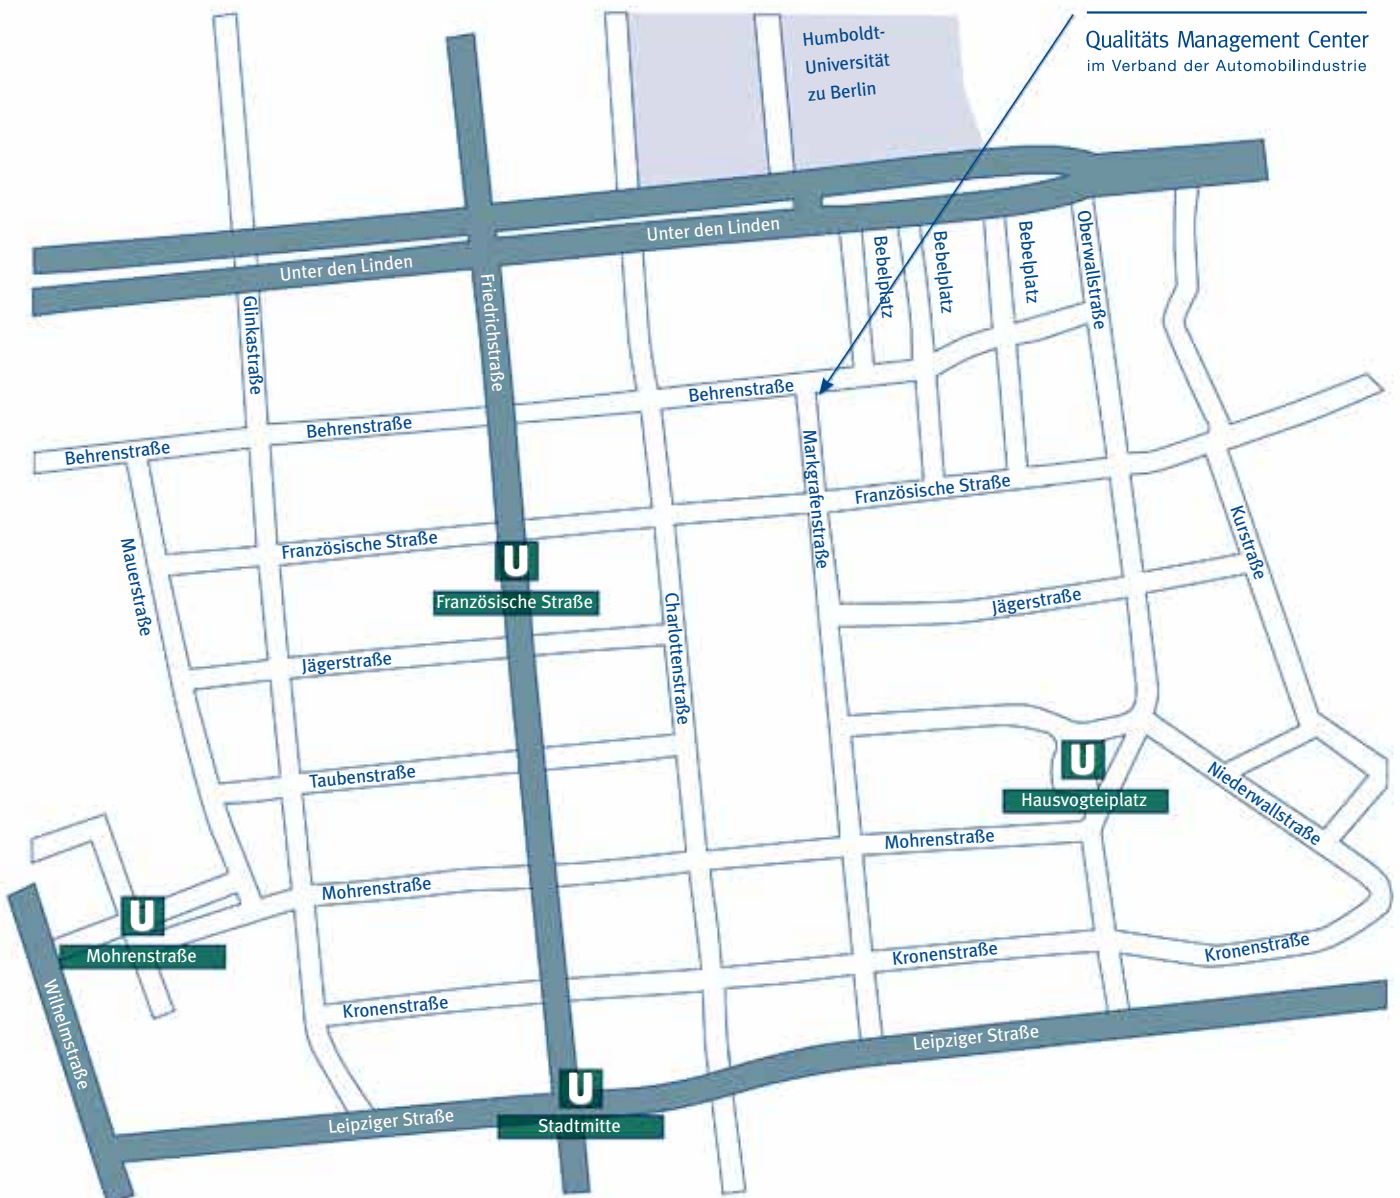 Humboldt-
Universität
zu Berlin
Qualitäts Management Center
im Verband der Automobilindustrie
Unter den Linden
Unter den Linden
Glinkastraße
Friedrichstraße
Bebelplatz
Bebelplatz
Bebelplatz
Oberwallstraße
Behrenstraße
Behrenstraße
Behrenstraße
Markgrafenstraße
Französische Straße
Französische Straße
Kurstraße
Mauerstraße
U
Französische Straße
Charlottenstraße
Jägerstraße
Jägerstraße
Taubenstraße
U
Hausvogteiplatz
Niederwallstraße
Mohrenstraße
Mohrenstraße
U
Mohrenstraße
Kronenstraße
Kronenstraße
Kronenstraße
Wilhelmstraße
Leipziger Straße
Leipziger Straße
U
Stadtmitte